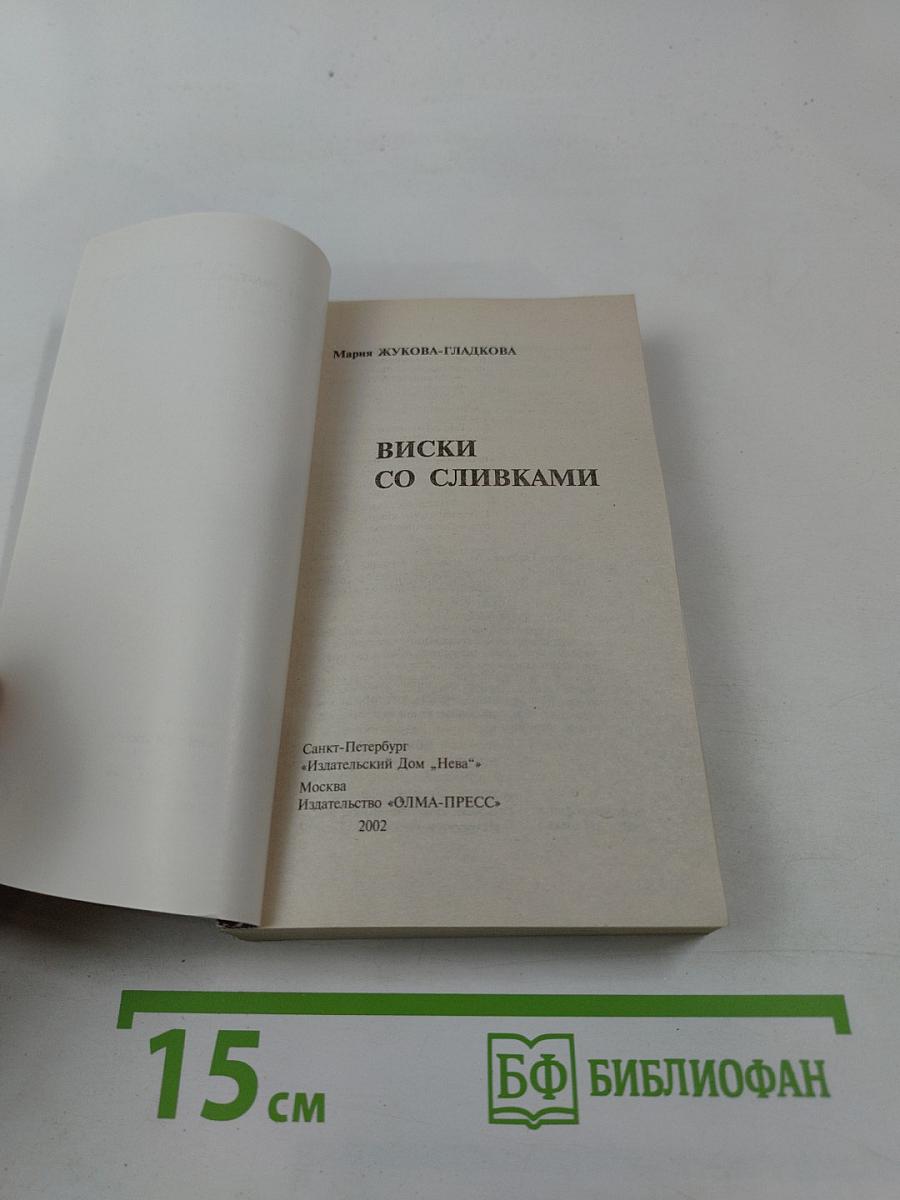 Мария ЖУКОВА-ГЛАДКОВА
ВИСКИ
СО СЛИВКАМИ
Санкт-Петербург
«Издательский Дом „Нева“»
Москва
Издательство «ОЛМА-ПРЕСС»
2002
15 см
БФ БИБЛИОФАН